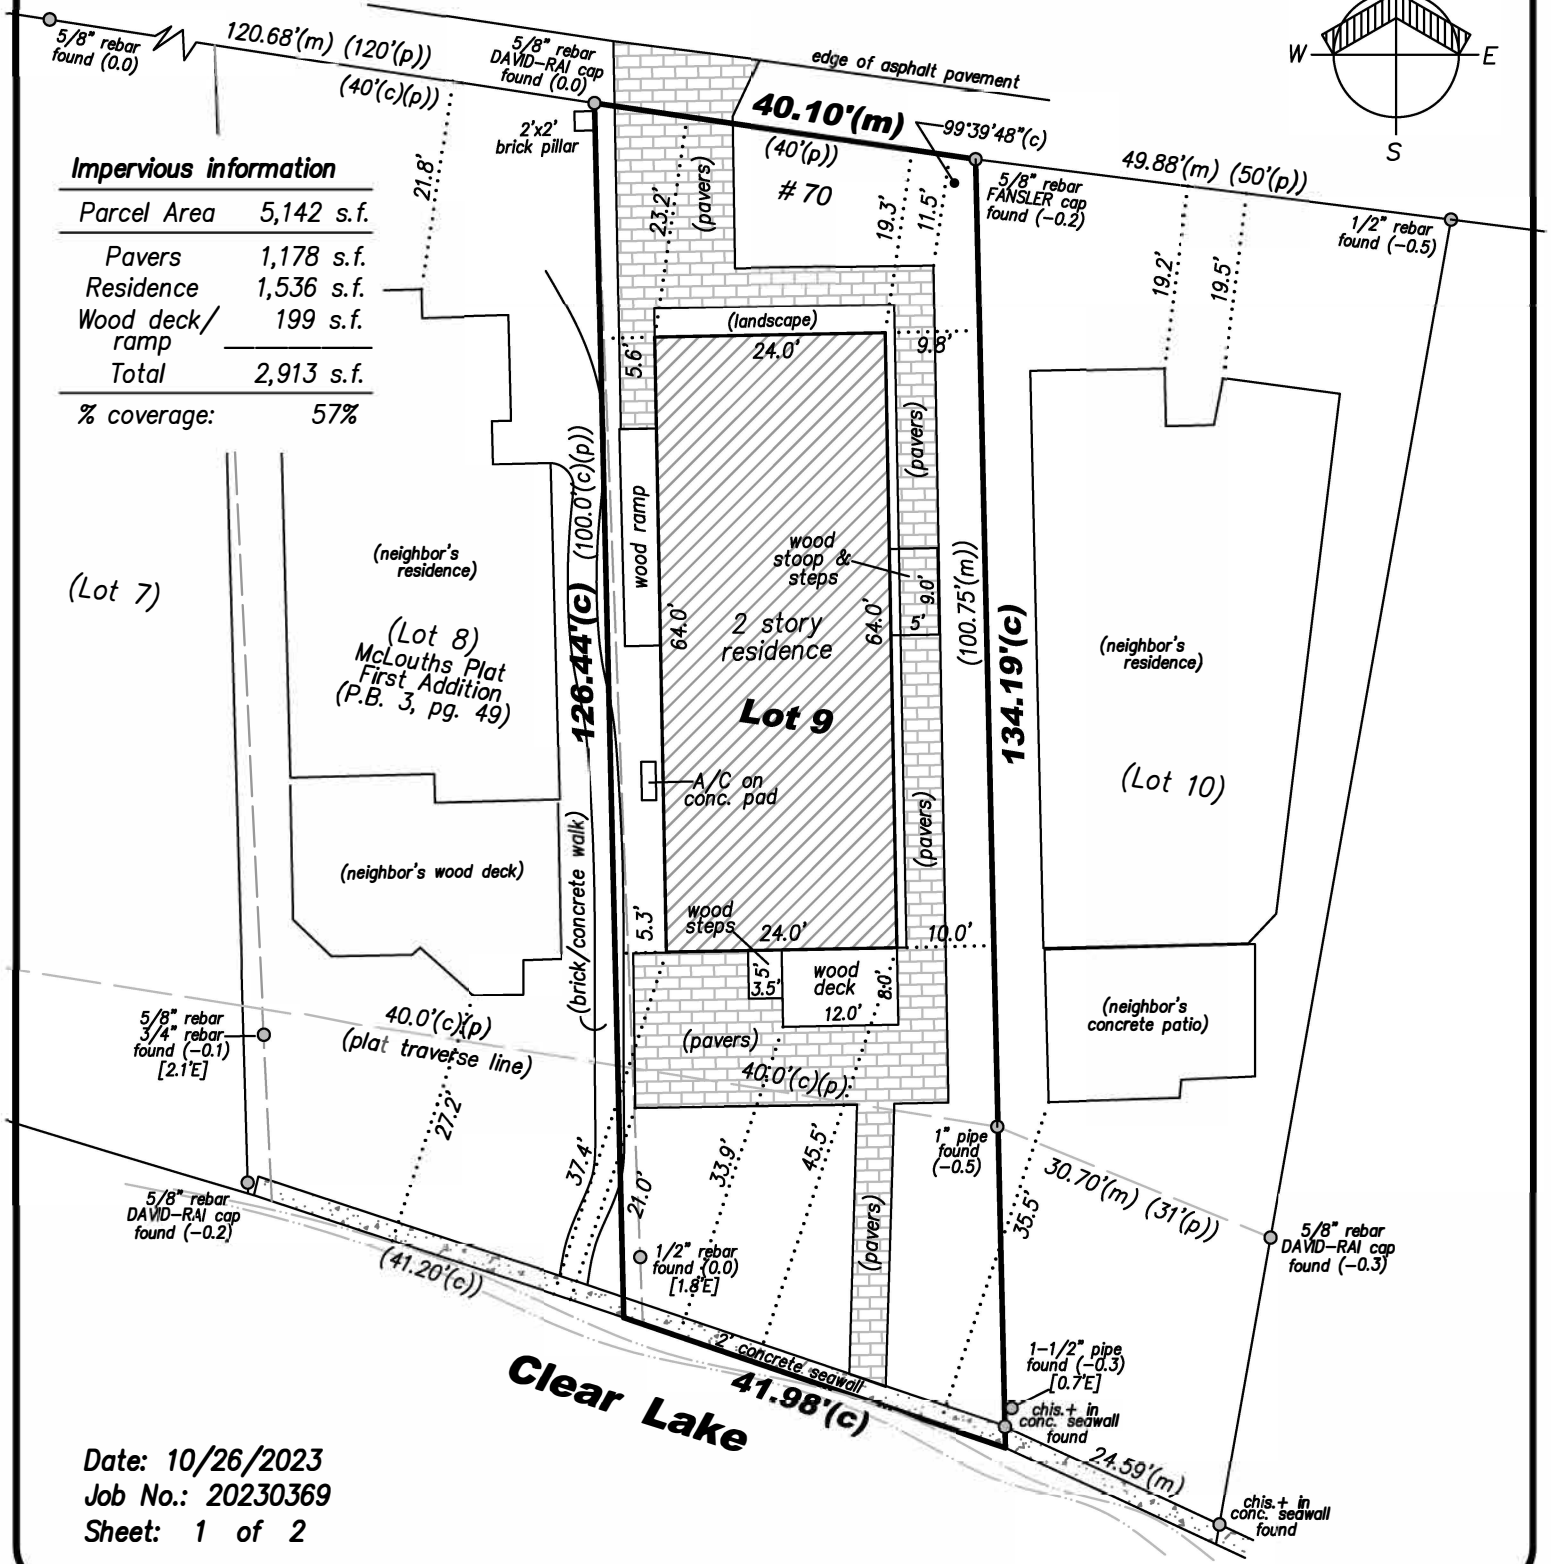 5/8" rebar
found (0.0)
120.68'(m) (120'(p))
(40'(c)(p))
5/8" rebar
DAVID-RAI cap
found (0.0)
edge of asphalt pavement
W
E
S
40.10'(m)
(40'(p))
# 70
99°39'48"(c)
2'x2'
brick pillar
5/8" rebar
FANSLER cap
found (-0.2)
49.88'(m) (50'(p))
1/2" rebar
found (-0.5)
Impervious information
Parcel Area 5,142 s.f.
Pavers 1,178 s.f.
Residence 1,536 s.f.
Wood deck/ 199 s.f.
ramp
Total 2,913 s.f.
% coverage: 57%
21.8'
23.2'
(pavers)
19.3'
11.5'
19.2'
19.5'
(landscape)
24.0'
9.8'
5.6'
(pavers)
(100.0'(c)(p))
wood ramp
wood
stoop &
steps
9.0'
5'
(100.75'(m))
64.0'
64.0'
2 story
residence
(neighbor's
residence)
(Lot 7)
(Lot 8)
McLouths Plat
First Addition
(P.B. 3, pg. 49)
126.44'(c)
134.19'(c)
(neighbor's
residence)
Lot 9
(Lot 10)
A/C on
conc. pad
(pavers)
(neighbor's wood deck)
(brick/concrete walk)
5.3'
wood
steps
24.0'
10.0'
5'
3.5'
wood
deck
8.0'
12.0'
(neighbor's
concrete patio)
5/8" rebar
3/4" rebar
found (-0.1)
[2.1'E]
40.0'(c)(p)
(plat traverse line)
(pavers)
40.0'(c)(p)
27.2'
37.4'
21.0'
33.9'
45.5'
1" pipe
found
(-0.5)
30.70'(m) (31'(p))
35.5'
(pavers)
5/8" rebar
DAVID-RAI cap
found (-0.2)
(41.20'(c))
1/2" rebar
found (0.0)
[1.8'E]
5/8" rebar
DAVID-RAI cap
found (-0.3)
2' concrete seawall
41.98'(c)
Clear Lake
1-1/2" pipe
found (-0.3)
[0.7'E]
chis.+ in
conc. seawall
found
24.59'(m)
chis.+ in
conc. seawall
found
Date: 10/26/2023
Job No.: 20230369
Sheet: 1 of 2